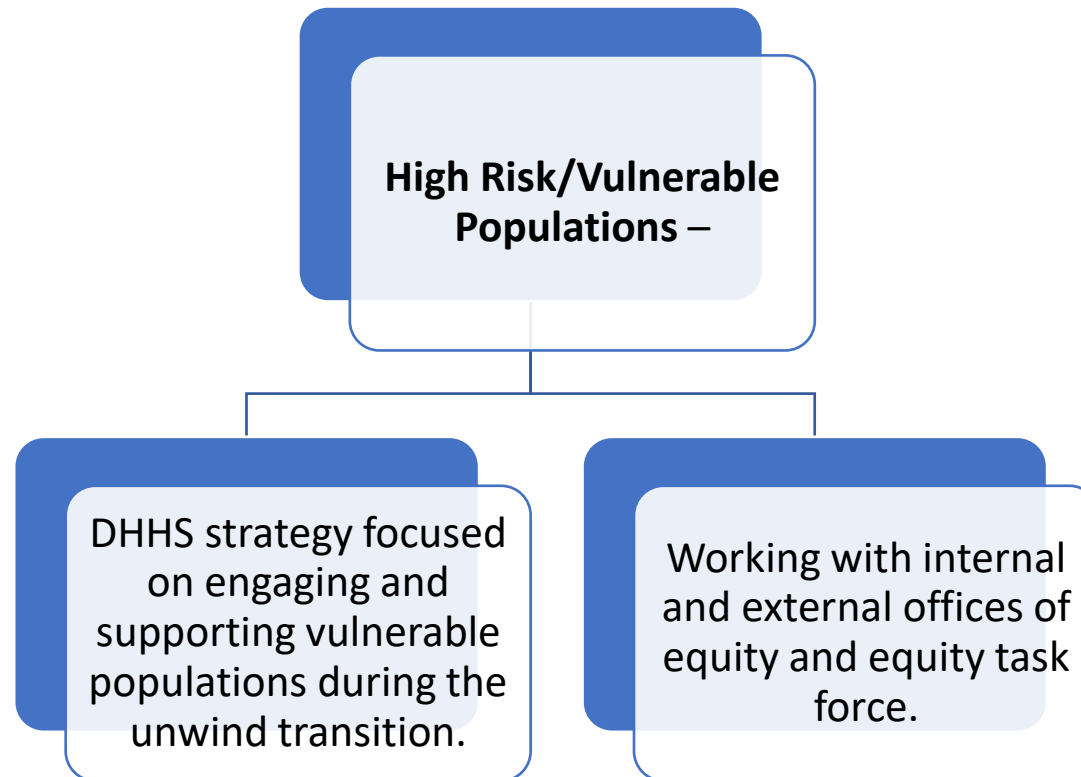 High Risk/Vulnerable
Populations –
DHHS strategy focused
on engaging and
supporting vulnerable
populations during the
unwind transition.
Working with internal
and external offices of
equity and equity task
force.